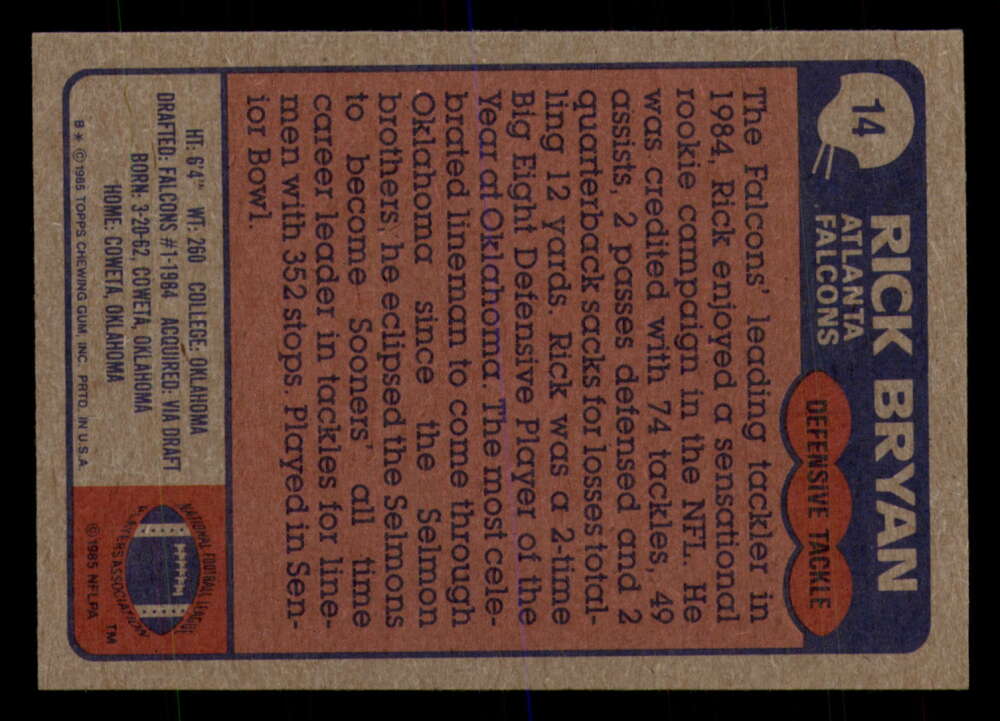 14
RICK BRYAN
ATLANTA
FALCONS
DEFENSIVE TACKLE
The Falcons' leading tackler in
1984, Rick enjoyed a sensational
rookie campaign in the NFL. He
was credited with 74 tackles, 49
assists, 2 passes defensed and 2
quarterback sacks for losses total-
ling 12 yards. Rick was a 2-time
Big Eight Defensive Player of the
Year at Oklahoma. The most cele-
brated lineman to come through
Oklahoma since the Selmon
brothers, he eclipsed the Selmons
to become Sooners' all time
career leader in tackles for line-
men with 352 stops. Played in Sen-
ior Bowl.
HT: 6'4" WT: 260 COLLEGE: OKLAHOMA
DRAFTED: FALCONS #1-1984 ACQUIRED: VIA DRAFT
BORN: 3-20-62, COWETA, OKLAHOMA
HOME: COWETA, OKLAHOMA
B* © 1985 TOPPS CHEWING GUM, INC. PRTD. IN U.S.A.
NATIONAL FOOTBALL LEAGUE
PLAYERS ASSOCIATION
TM
© 1985 NFLPA